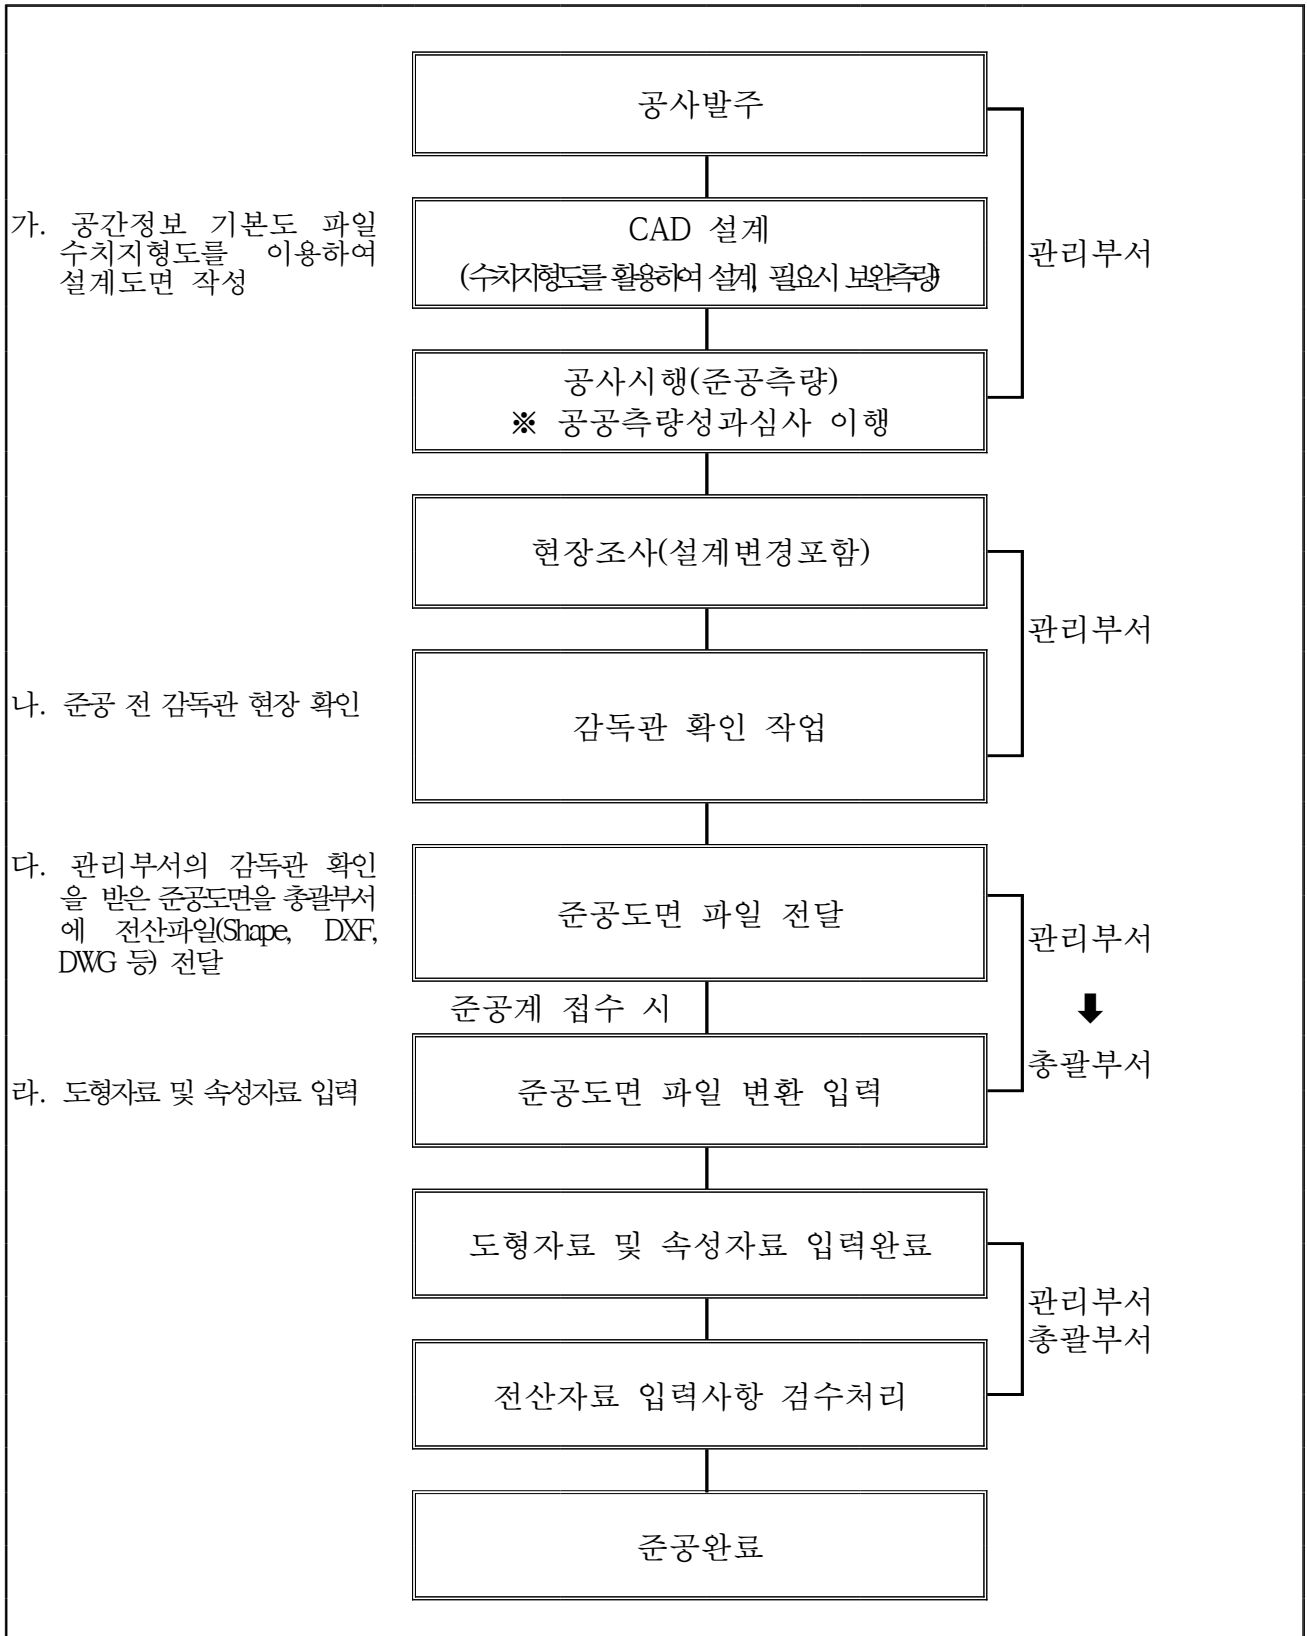 공사발주
가. 공간정보 기본도 파일
수치지형도를 이용하여
설계도면 작성
CAD 설계
(수치지형도를 활용하여 설계, 필요시 보완측량)
관리부서
공사시행(준공측량)
※ 공공측량성과심사 이행
현장조사(설계변경포함)
관리부서
나. 준공 전 감독관 현장 확인
감독관 확인 작업
다. 관리부서의 감독관 확인
을 받은 준공도면을 총괄부서
에 전산파일(Shape, DXF,
DWG 등) 전달
준공도면 파일 전달
관리부서
⬇
총괄부서
준공계 접수 시
라. 도형자료 및 속성자료 입력
준공도면 파일 변환 입력
도형자료 및 속성자료 입력완료
관리부서
총괄부서
전산자료 입력사항 검수처리
준공완료